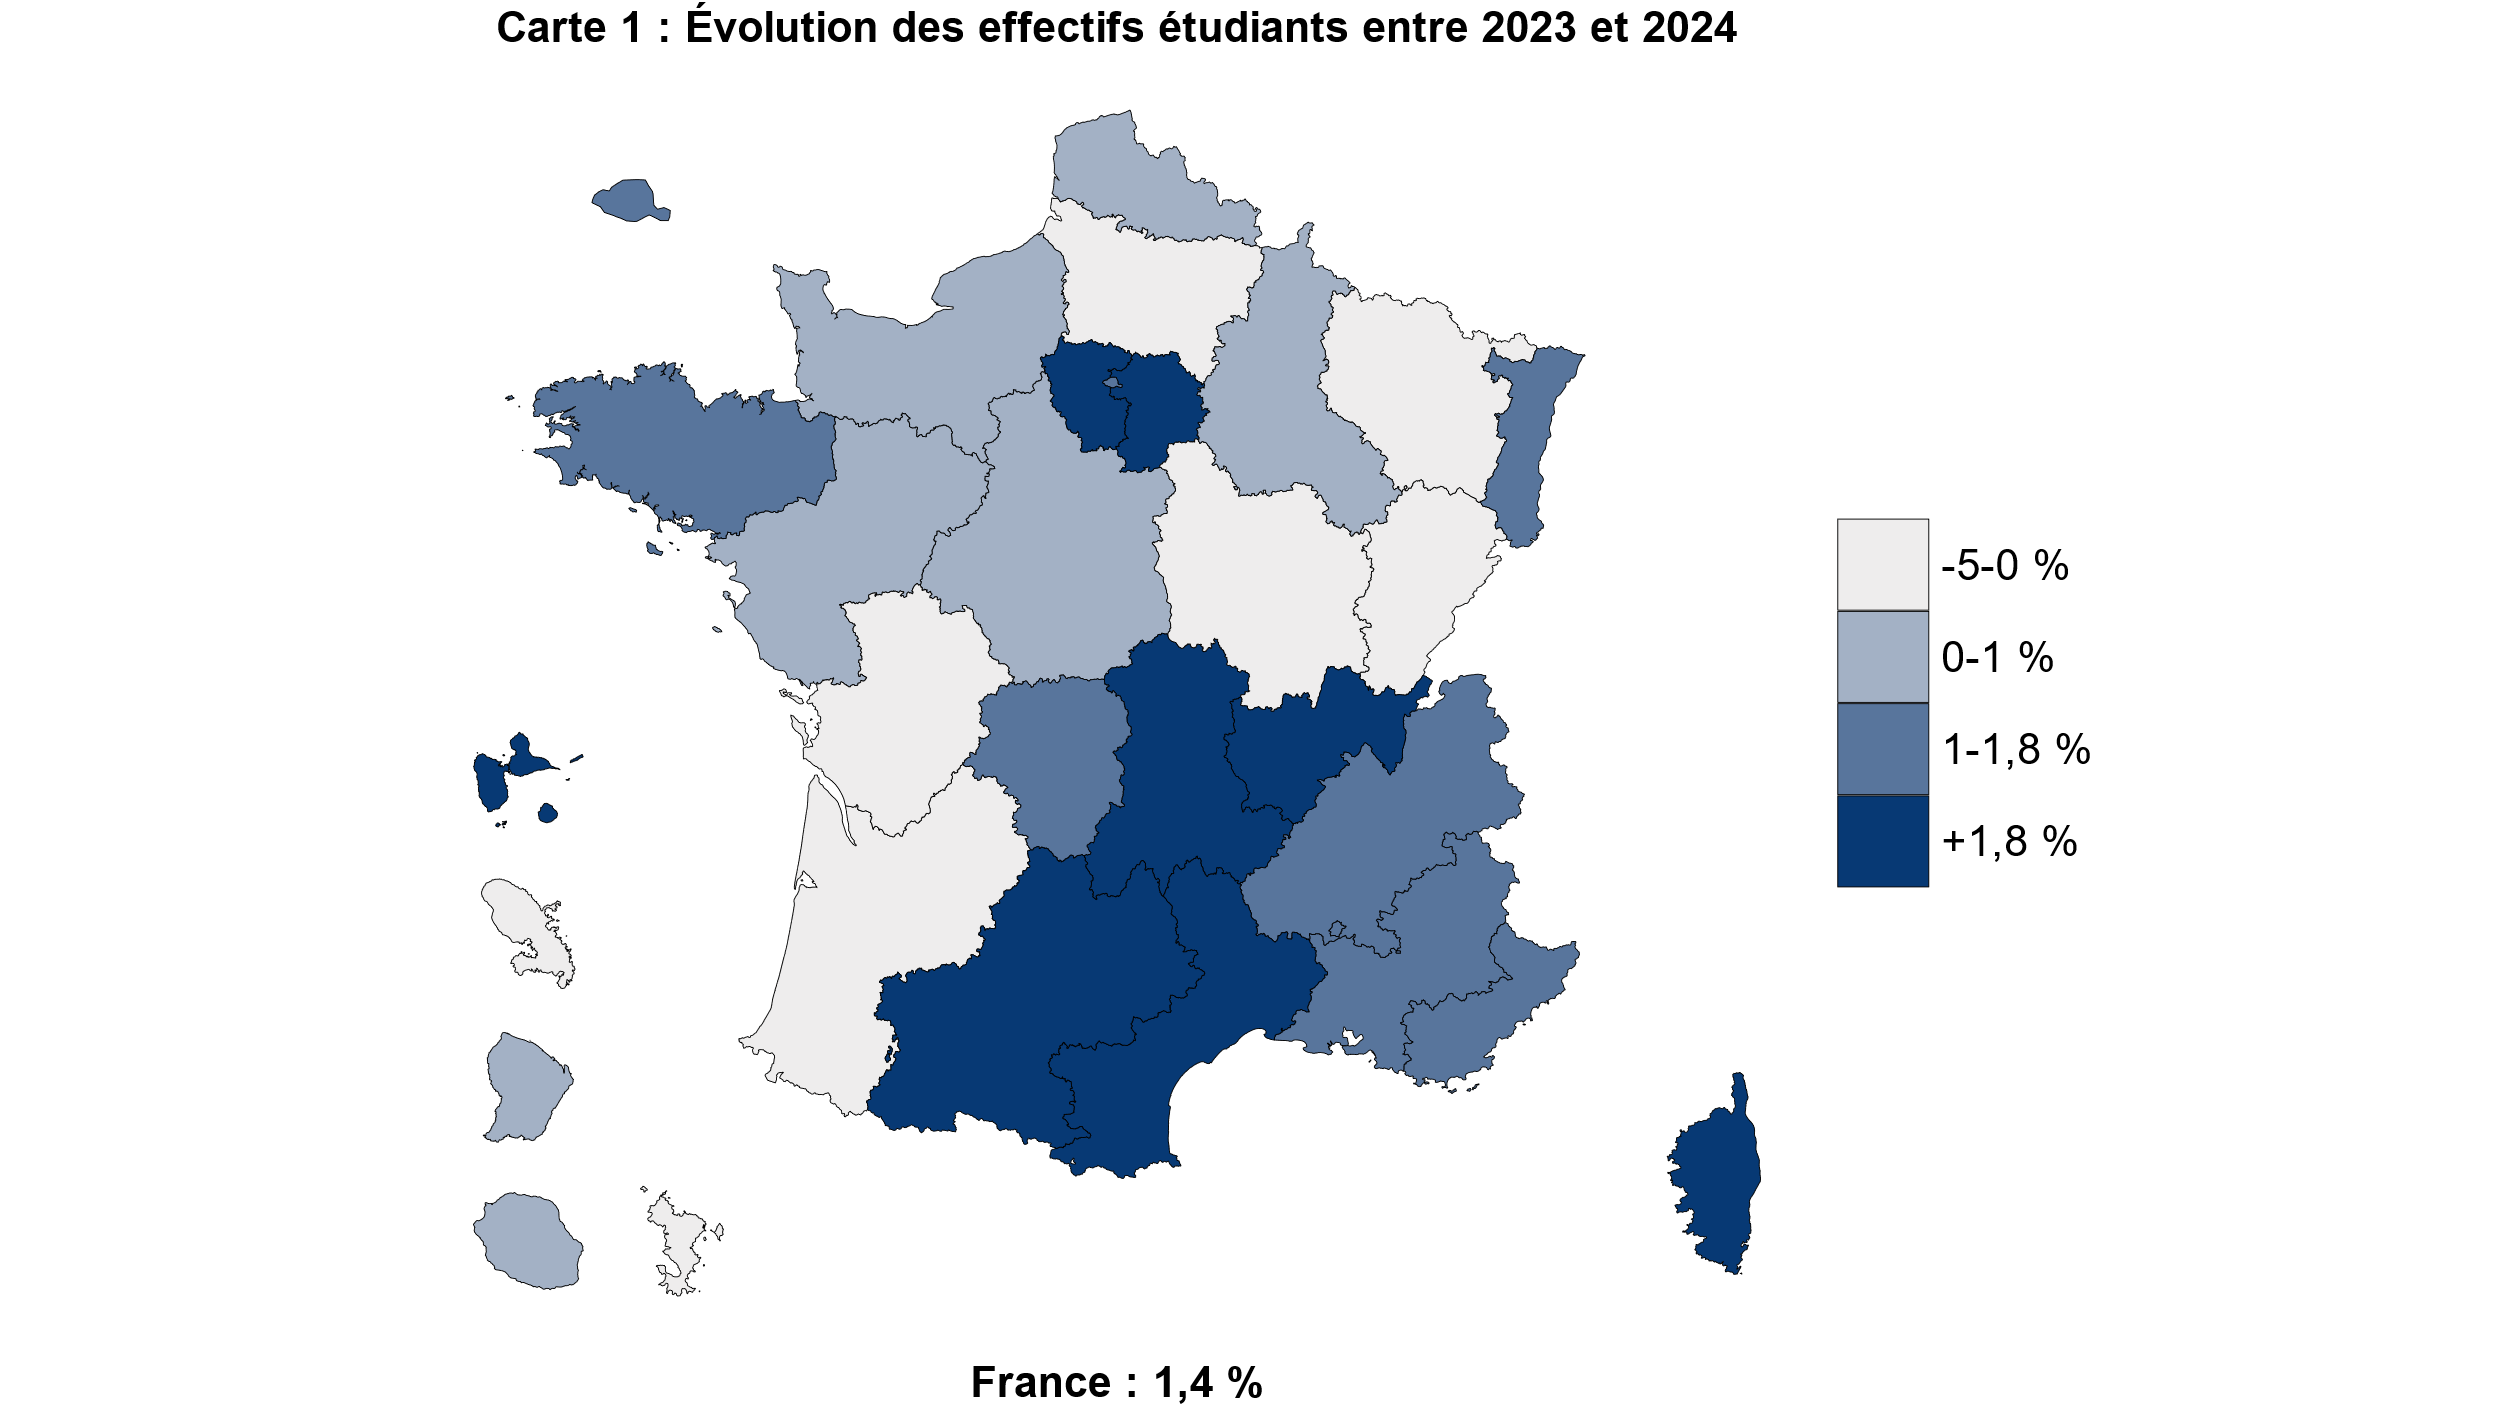 Carte 1 : Évolution des effectifs étudiants entre 2023 et 2024
-5-0 %
0-1 %
1-1,8 %
+1,8 %
France : 1,4 %